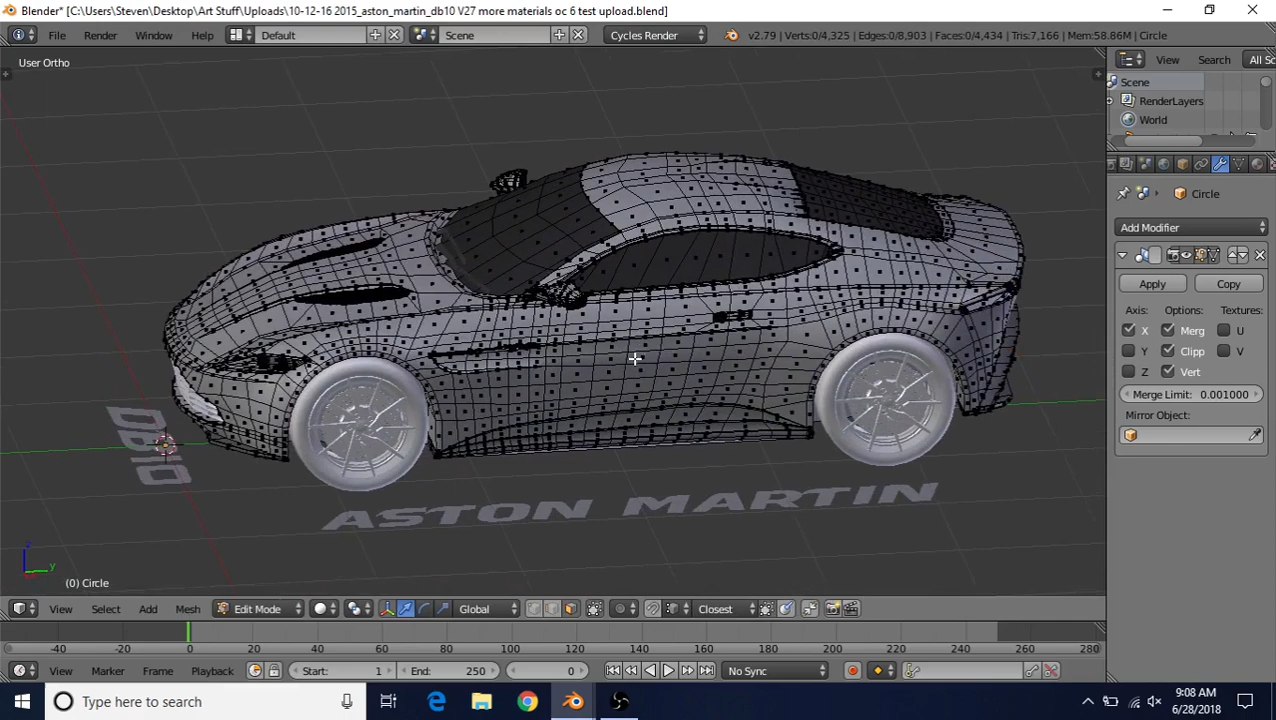 Blender* [C:\Users\Steven\Desktop\Art Stuff\Uploads\10-12-16 2015_aston_martin_db10 V27 more materials oc 6 test upload.blend]
File Render Window Help Default Scene Cycles Render v2.79 | Verts:0/4,325 | Edges:0/8,903 | Faces:0/4,434 | Tris:7,166 | Mem:58.86M | Circle
User Ortho
View Search All Sc
Scene
RenderLayers
World
Circle
Add Modifier
Apply Copy
Axis: Options: Textures:
X Merg U
Y Clipp V
Z Vert
Merge Limit: 0.001000
Mirror Object:
DB10
ASTON MARTIN
z
y
(0) Circle
View Select Add Mesh Edit Mode Global Closest
-40 -20 0 20 40 60 80 100 120 140 160 180 200 220 240 260 280
View Marker Frame Playback Start: 1 End: 250 0 No Sync
Type here to search
9:08 AM
6/28/2018